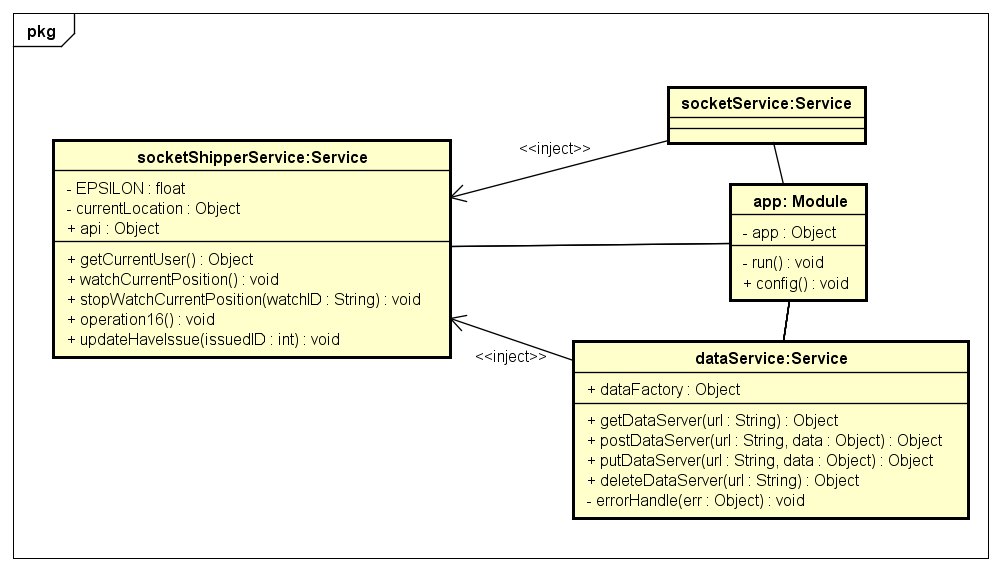 pkg
socketService:Service
<<inject>>
socketShipperService:Service
- EPSILON : float
- currentLocation : Object
+ api : Object
+ getCurrentUser() : Object
+ watchCurrentPosition() : void
+ stopWatchCurrentPosition(watchID : String) : void
+ operation16() : void
+ updateHaveIssue(issuedID : int) : void
app: Module
- app : Object
- run() : void
+ config() : void
<<inject>>
dataService:Service
+ dataFactory : Object
+ getDataServer(url : String) : Object
+ postDataServer(url : String, data : Object) : Object
+ putDataServer(url : String, data : Object) : Object
+ deleteDataServer(url : String) : Object
- errorHandle(err : Object) : void